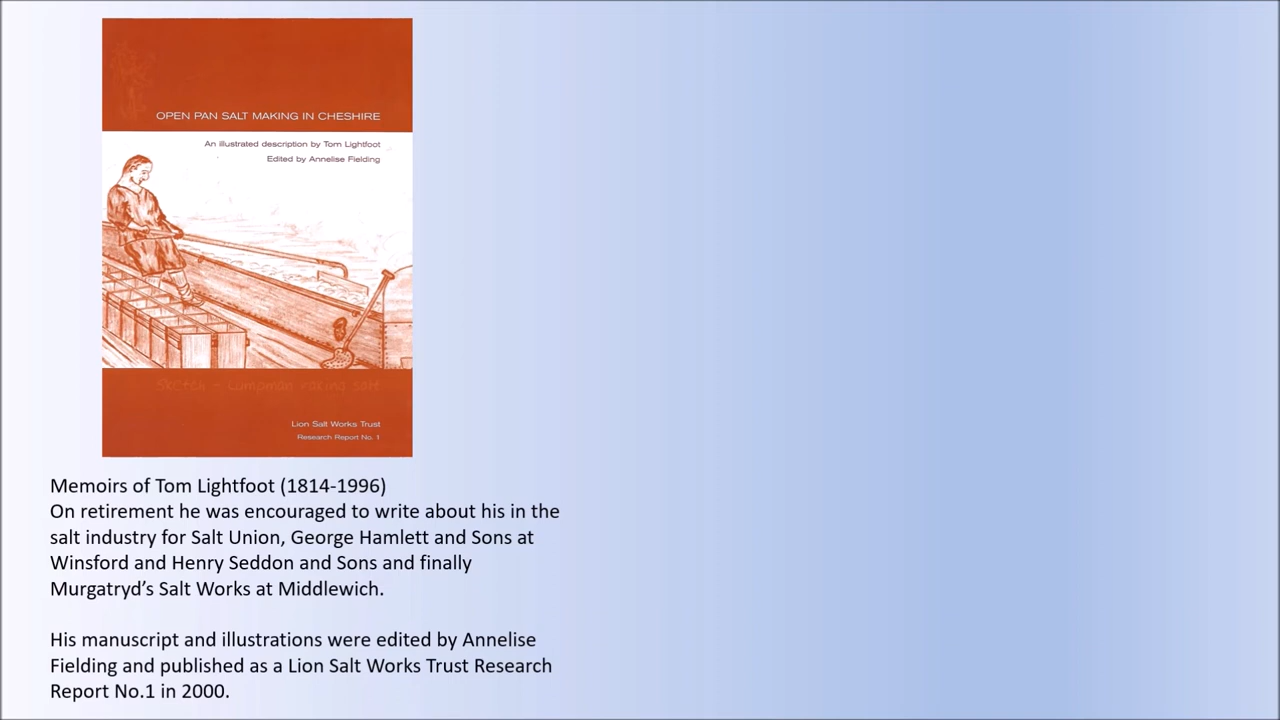 OPEN PAN SALT MAKING IN CHESHIRE
An illustrated description by Tom Lightfoot
Edited by Annelise Fielding
Sketch - Lumpman raking salt
Lion Salt Works Trust
Research Report No. 1
Memoirs of Tom Lightfoot (1814-1996)
On retirement he was encouraged to write about his in the
salt industry for Salt Union, George Hamlett and Sons at
Winsford and Henry Seddon and Sons and finally
Murgatryd’s Salt Works at Middlewich.
His manuscript and illustrations were edited by Annelise
Fielding and published as a Lion Salt Works Trust Research
Report No.1 in 2000.